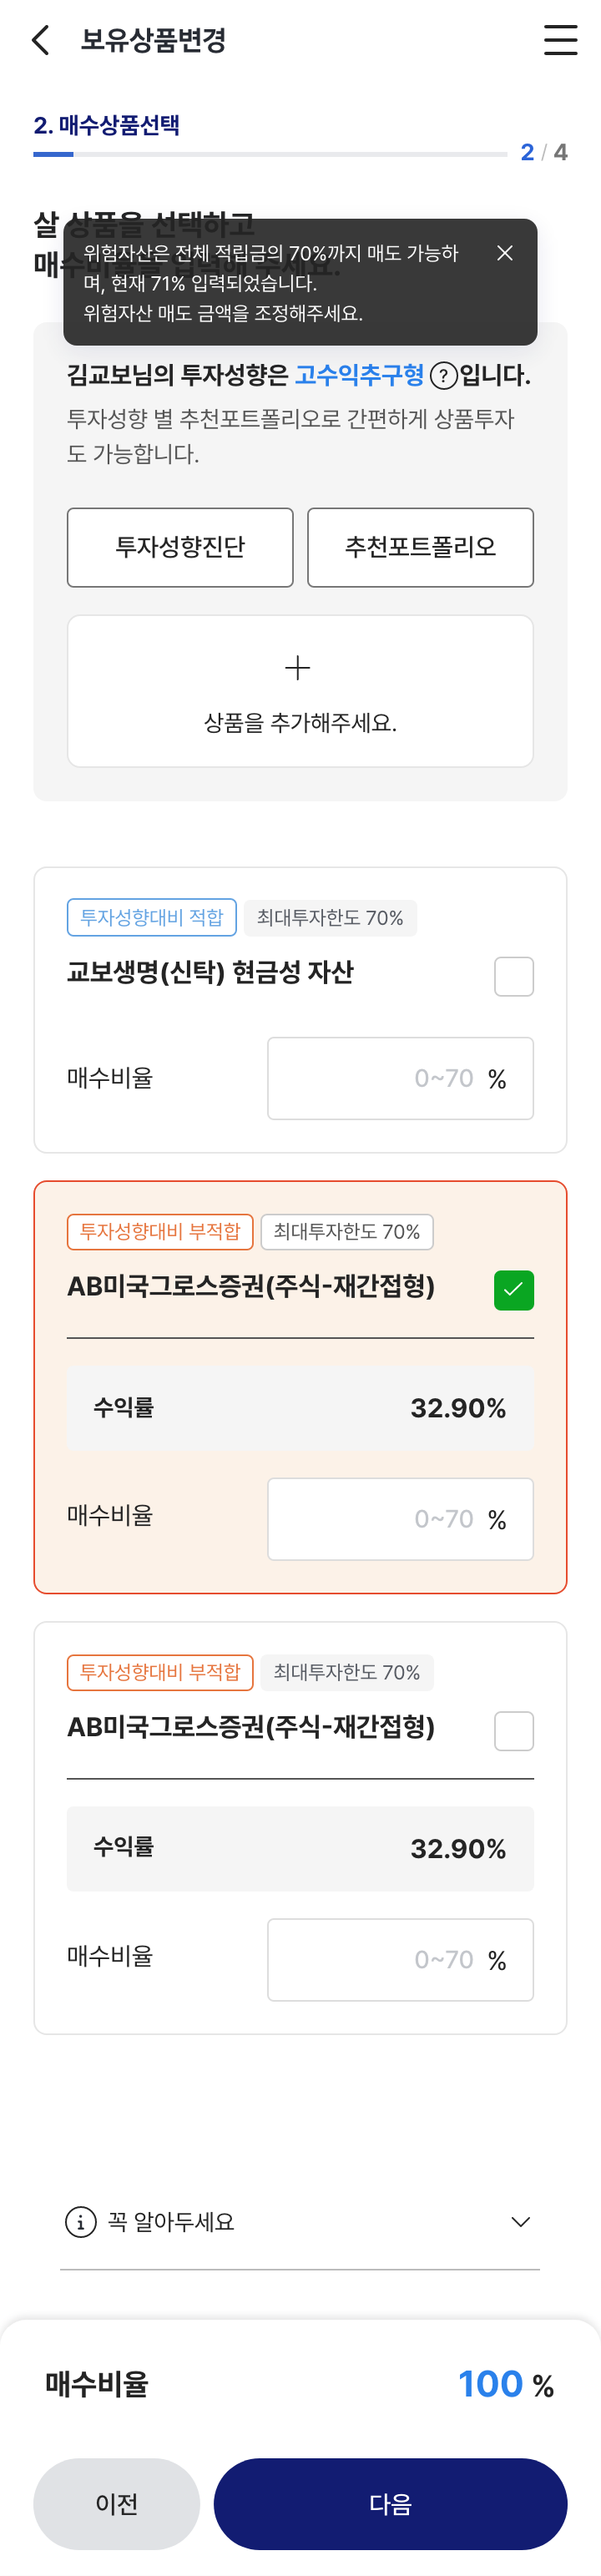 보유상품변경
2. 매수상품선택
2 / 4
살 상품을 선택하고
매수비율을 입력해 주세요.
위험자산은 전체 적립금의 70%까지 매도 가능하
며, 현재 71% 입력되었습니다.
위험자산 매도 금액을 조정해주세요.
김교보님의 투자성향은 고수익추구형 ?입니다.
투자성향 별 추천포트폴리오로 간편하게 상품투자
도 가능합니다.
투자성향진단 추천포트폴리오
상품을 추가해주세요.
투자성향대비 적합 최대투자한도 70%
교보생명(신탁) 현금성 자산
매수비율 0~70 %
투자성향대비 부적합 최대투자한도 70%
AB미국그로스증권(주식-재간접형)
수익률 32.90%
매수비율 0~70 %
투자성향대비 부적합 최대투자한도 70%
AB미국그로스증권(주식-재간접형)
수익률 32.90%
매수비율 0~70 %
꼭 알아두세요
매수비율 100 %
이전 다음